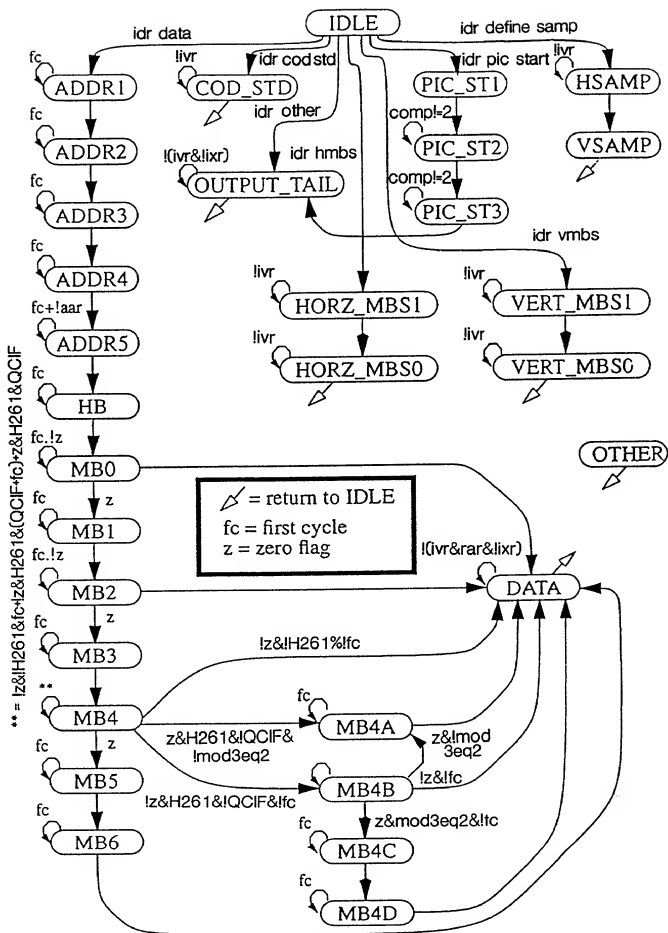 IDLE
idr data
idr codstd
idr pic start
idr define samp
fc
ADDR1
!ivr
COD_STD
PIC_ST1
!ivr
HSAMP
idr other
fc
ADDR2
comp!=2
PIC_ST2
VSAMP
!(ivr&!ixr)
OUTPUT_TAIL
idr hmbs
comp!=2
PIC_ST3
fc
ADDR3
idr vmbs
fc
ADDR4
!ivr
HORZ_MBS1
!ivr
VERT_MBS1
fc+!aar
ADDR5
!ivr
HORZ_MBS0
!ivr
VERT_MBS0
fc
HB
fc.!z
MB0
OTHER
z
= return to IDLE
fc = first cycle
z = zero flag
fc
MB1
z
fc.!z
MB2
!(ivr&rar&!ixr)
DATA
z
fc
MB3
!z&!H261%!fc
**
MB4
z
z&H261&!QCIF&
!mod3eq2
fc
MB4A
z&!mod
3eq2
fc
MB5
!z&H261&!QCIF&!fc
MB4B
!z&!fc
z&mod3eq2&!fc
fc
MB6
fc
MB4C
fc
MB4D
** = !z&!H261&fc+!z&H261&(QCIF+fc)+z&H261&QCIF